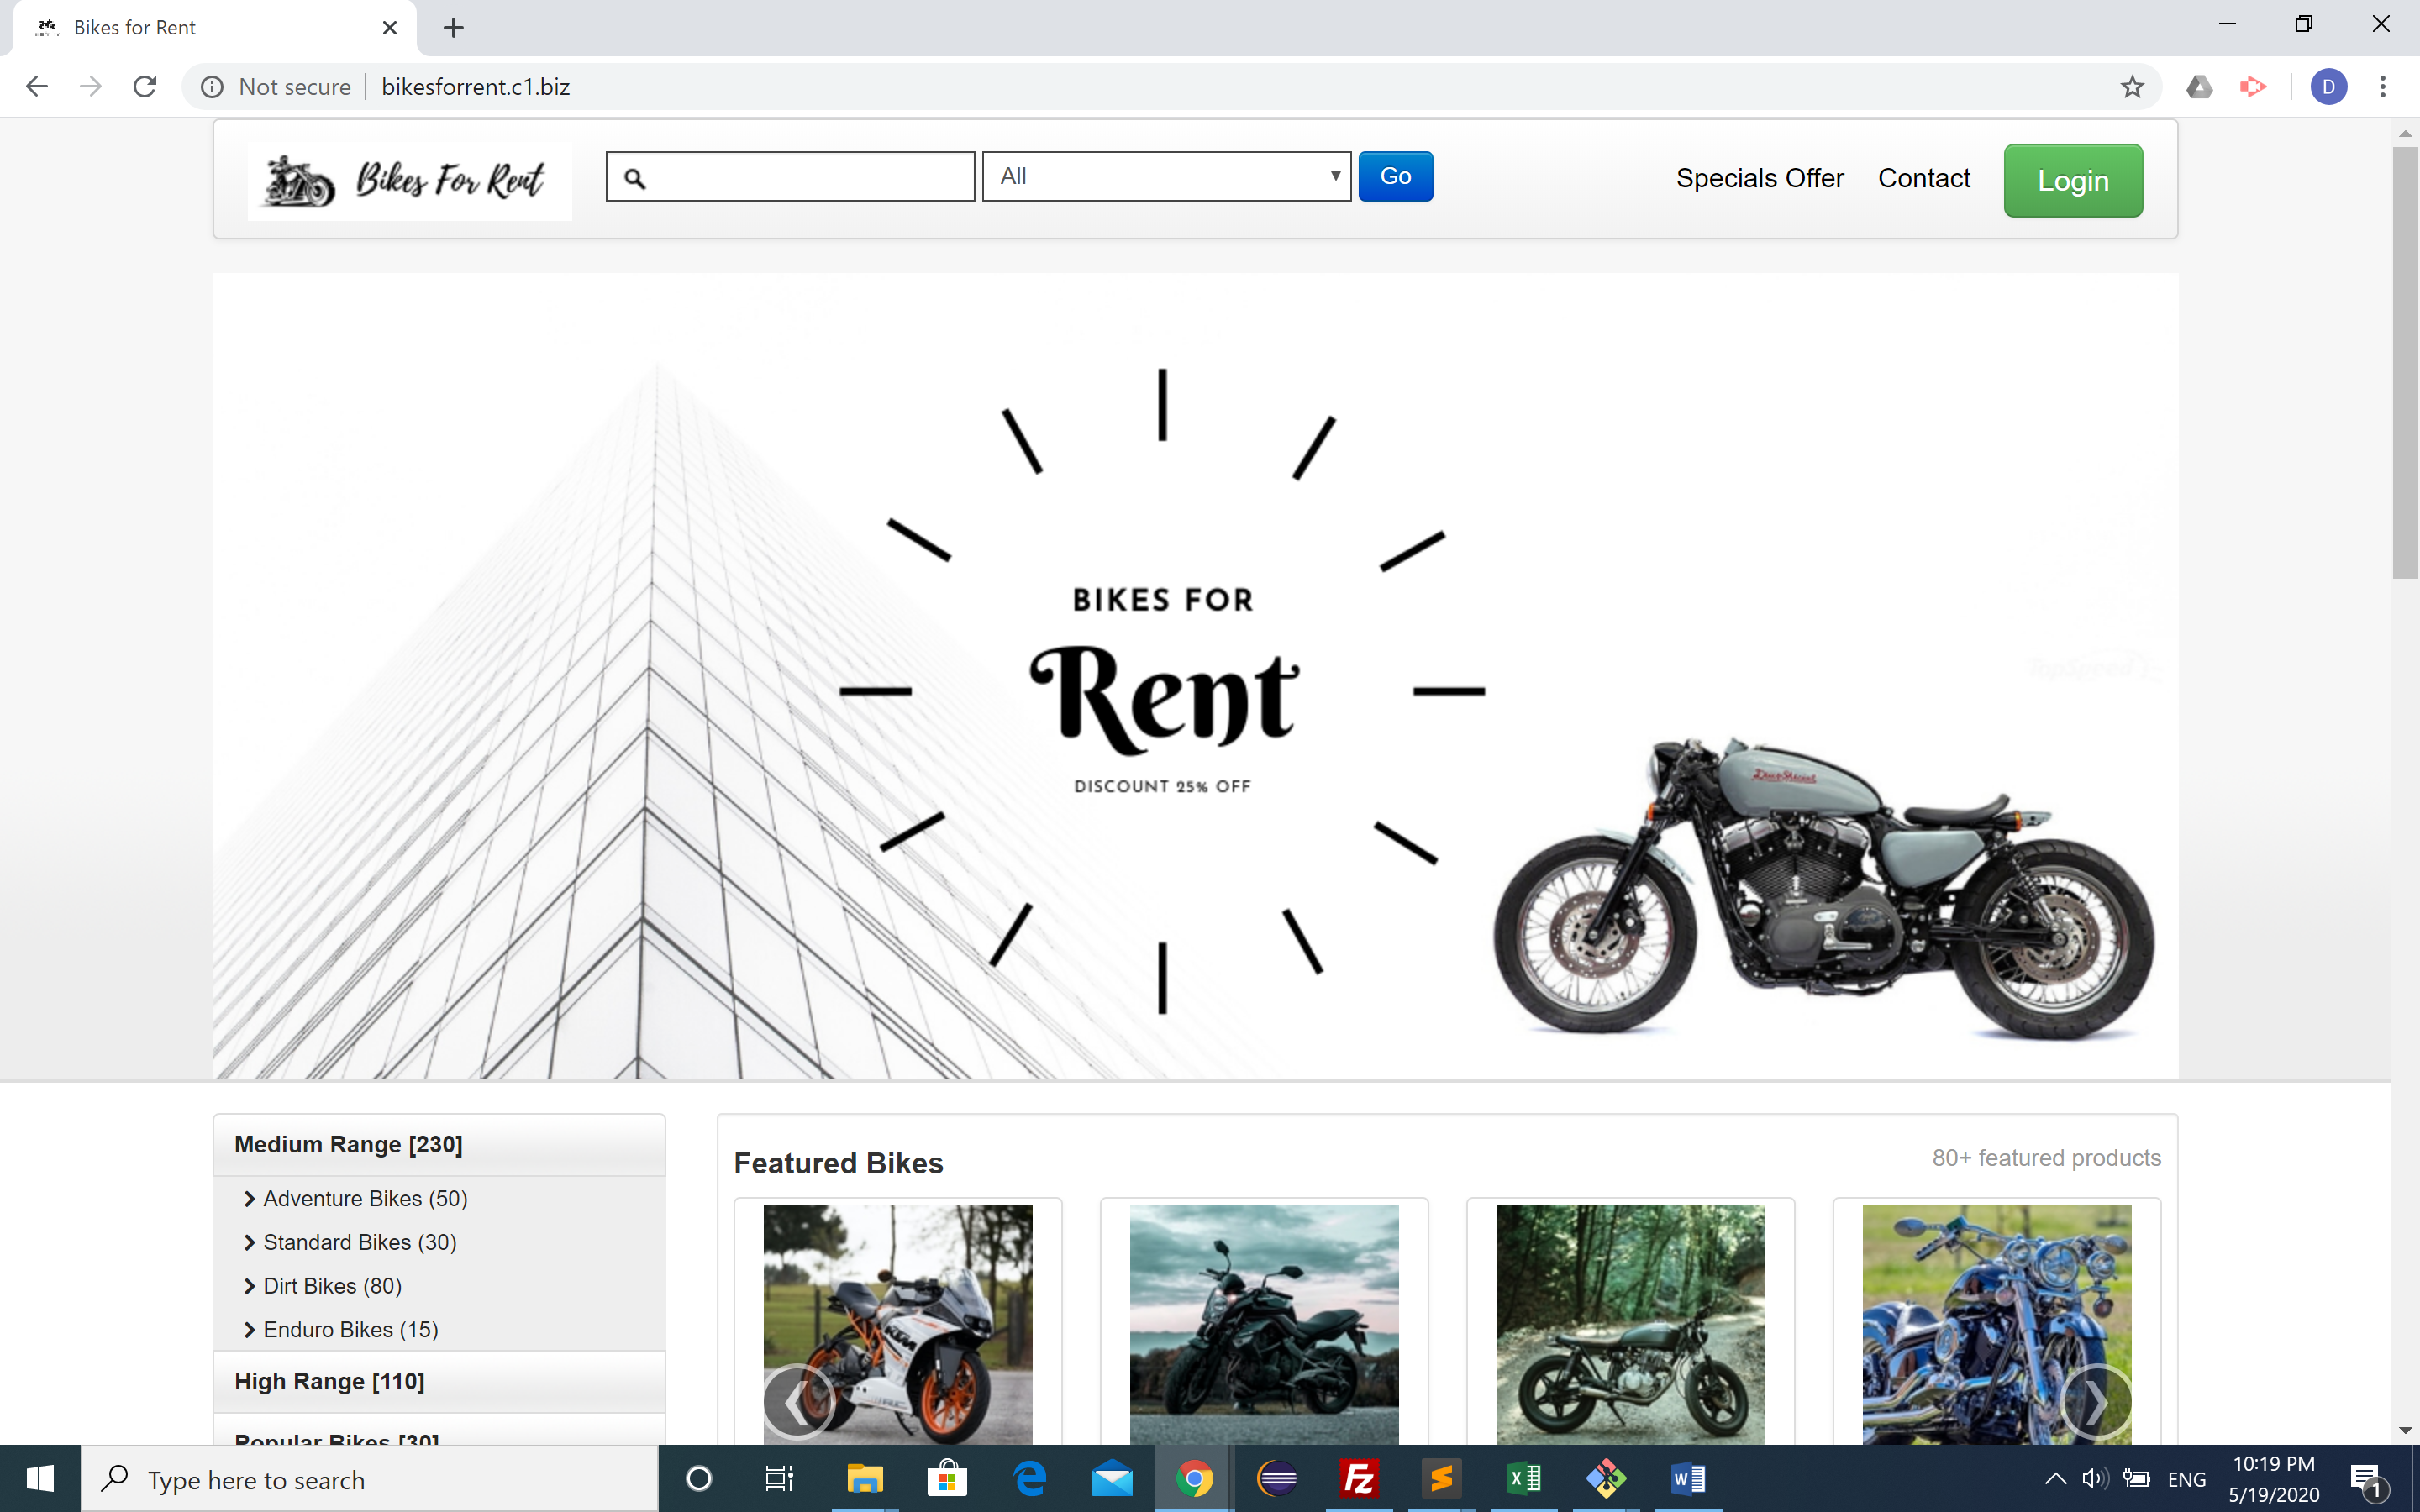 Bikes for Rent
Not secure
bikesforrent.c1.biz
D
Bikes For Rent
All
Go
Specials Offer
Contact
Login
BIKES FOR
Rent
DISCOUNT 25% OFF
Medium Range [230]
Adventure Bikes (50)
Standard Bikes (30)
Dirt Bikes (80)
Enduro Bikes (15)
High Range [110]
Popular Bikes [30]
Featured Bikes
80+ featured products
KTM
Type here to search
ENG
10:19 PM
5/19/2020
1